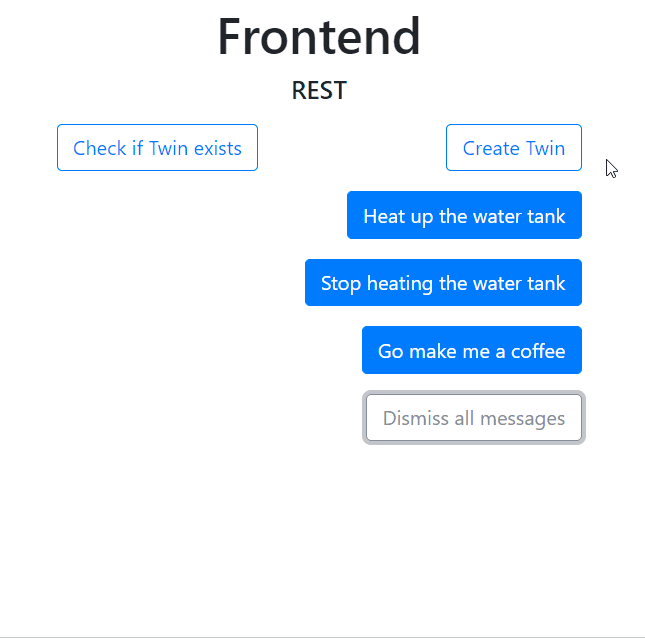 Frontend
REST
Check if Twin exists
Create Twin
Heat up the water tank
Stop heating the water tank
Go make me a coffee
Dismiss all messages